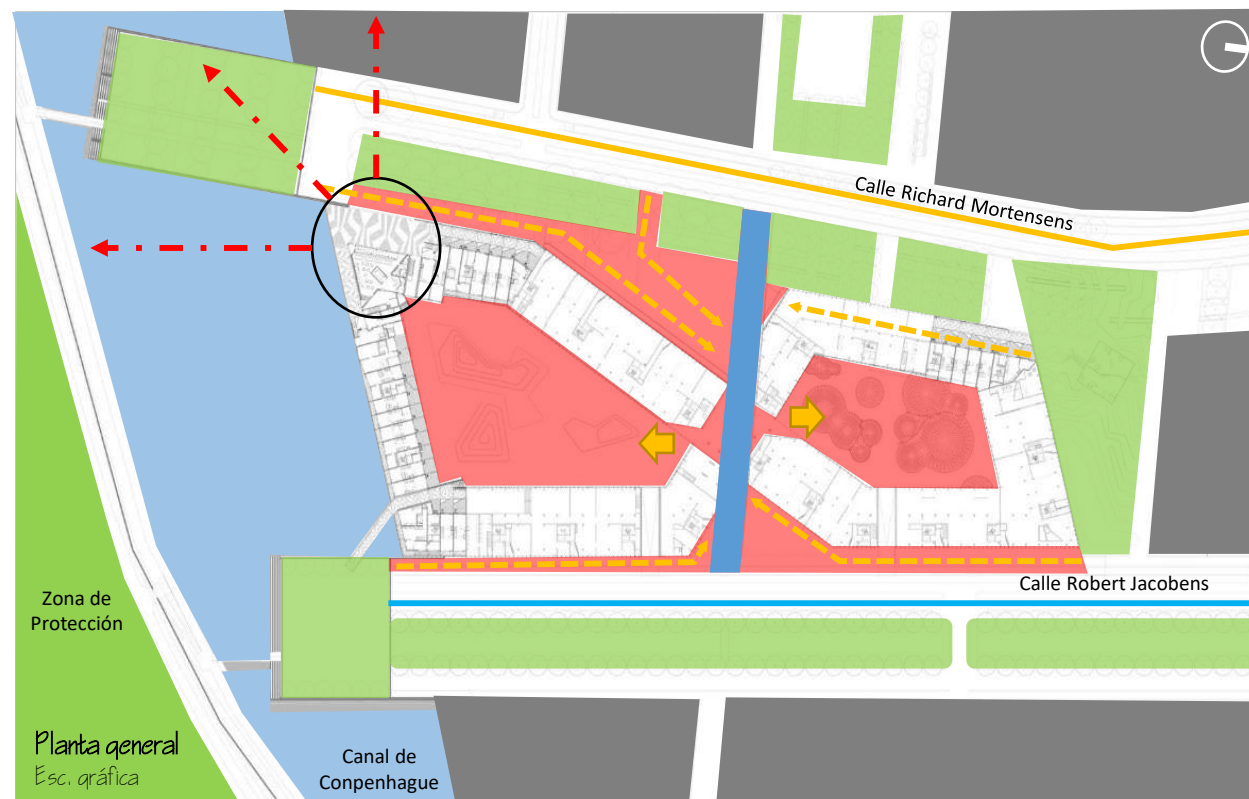 Calle Richard Mortensens
Calle Robert Jacobens
Zona de
Protección
Planta general
Esc. gráfica
Canal de
Conpenhague